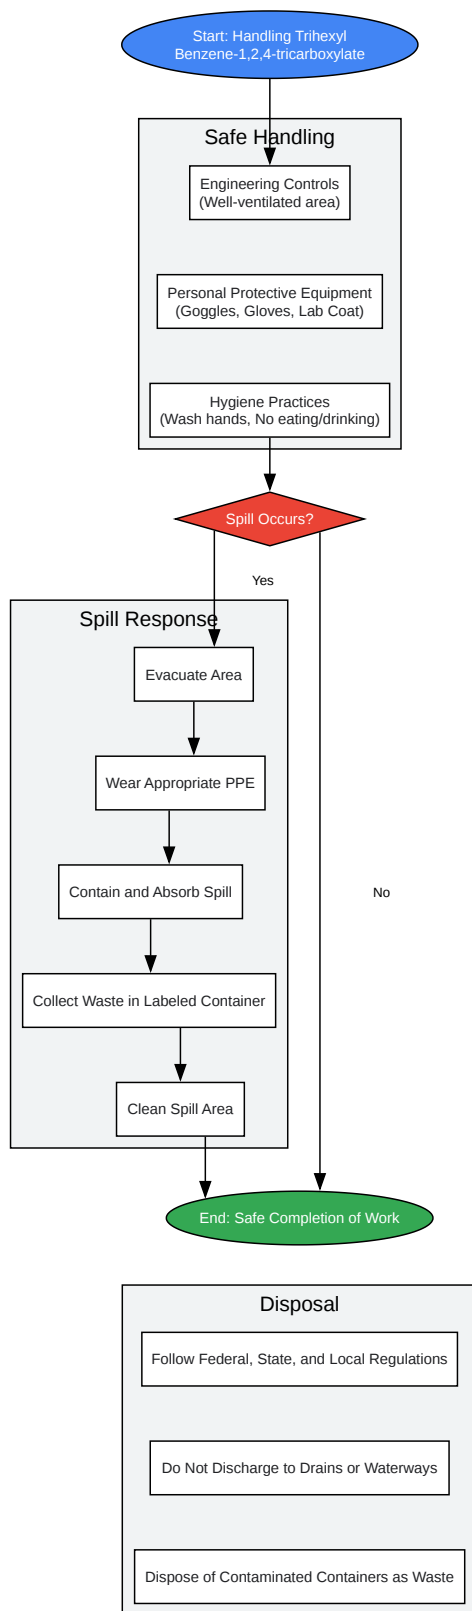 Start: Handling Trihexyl
Benzene-1,2,4-tricarboxylate
Safe Handling
Engineering Controls
(Well-ventilated area)
Personal Protective Equipment
(Goggles, Gloves, Lab Coat)
Hygiene Practices
(Wash hands, No eating/drinking)
Spill Occurs?
Yes
Spill Response
Evacuate Area
Wear Appropriate PPE
Contain and Absorb Spill
No
Collect Waste in Labeled Container
Clean Spill Area
End: Safe Completion of Work
Disposal
Follow Federal, State, and Local Regulations
Do Not Discharge to Drains or Waterways
Dispose of Contaminated Containers as Waste